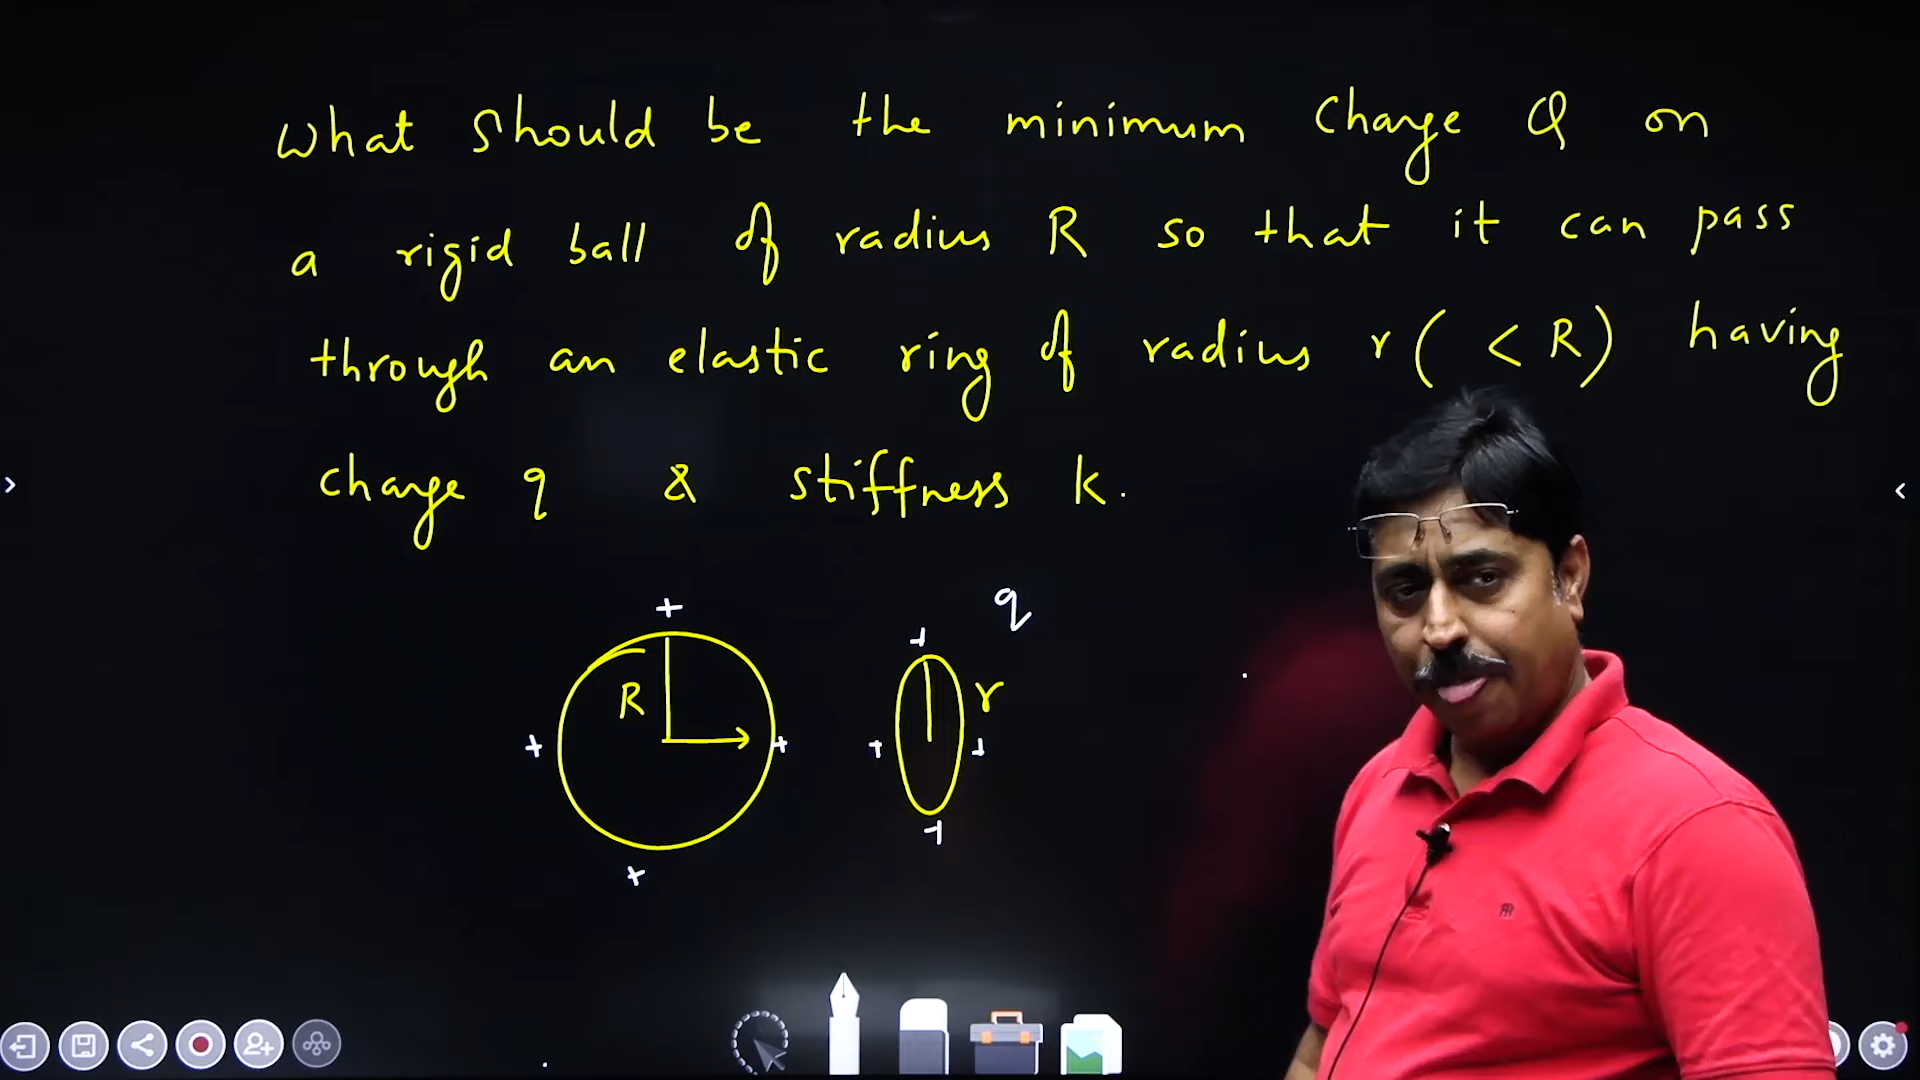 What should be the minimum charge Q on
a rigid ball of radius R so that it can pass
through an elastic ring of radius r ( < R ) having
charge q & stiffness k.
+ + q
R r
+ + + +
+ +